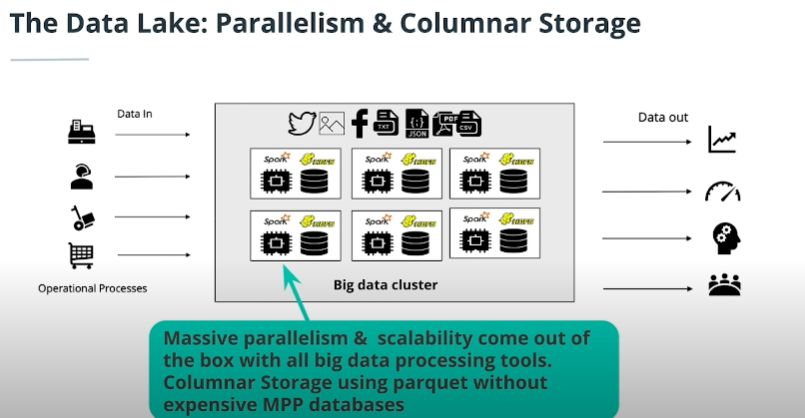 The Data Lake: Parallelism & Columnar Storage
Data In
Data out
TXT
JSON
PDF
CSV
Spark
Spark
Spark
Spark
Spark
Spark
Operational Processes
Big data cluster
Massive parallelism & scalability come out of
the box with all big data processing tools.
Columnar Storage using parquet without
expensive MPP databases